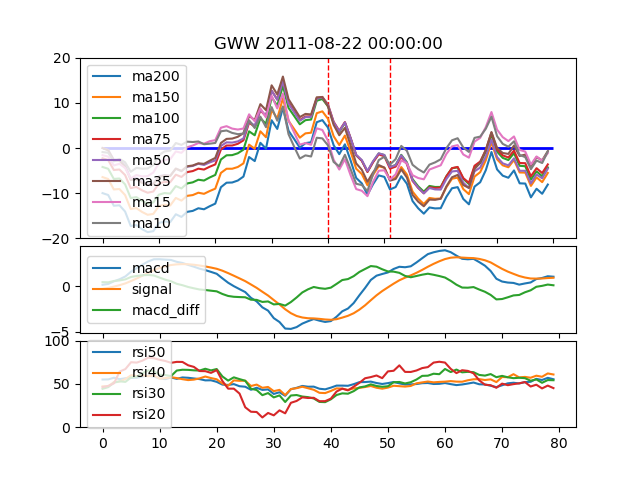 GWW 2011-08-22 00:00:00
20
10
0
−10
−20
ma200
ma150
ma100
ma75
ma50
ma35
ma15
ma10
0
−5
macd
signal
macd_diff
100
50
0
rsi50
rsi40
rsi30
rsi20
0 10 20 30 40 50 60 70 80